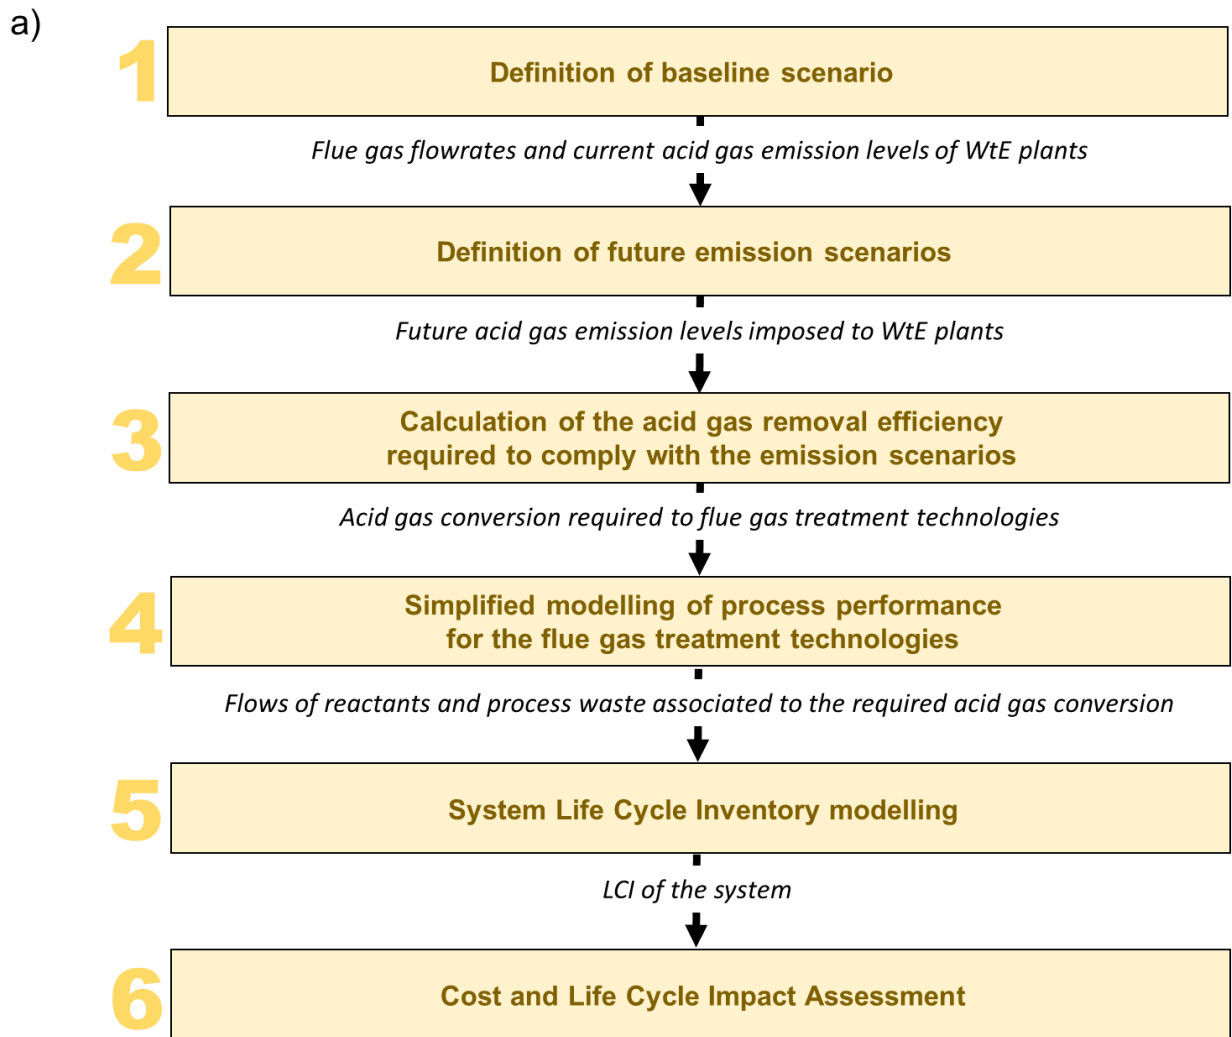 a)
1
Definition of baseline scenario
Flue gas flowrates and current acid gas emission levels of WtE plants
2
Definition of future emission scenarios
Future acid gas emission levels imposed to WtE plants
3
Calculation of the acid gas removal efficiency
required to comply with the emission scenarios
Acid gas conversion required to flue gas treatment technologies
4
Simplified modelling of process performance
for the flue gas treatment technologies
Flows of reactants and process waste associated to the required acid gas conversion
5
System Life Cycle Inventory modelling
LCI of the system
6
Cost and Life Cycle Impact Assessment